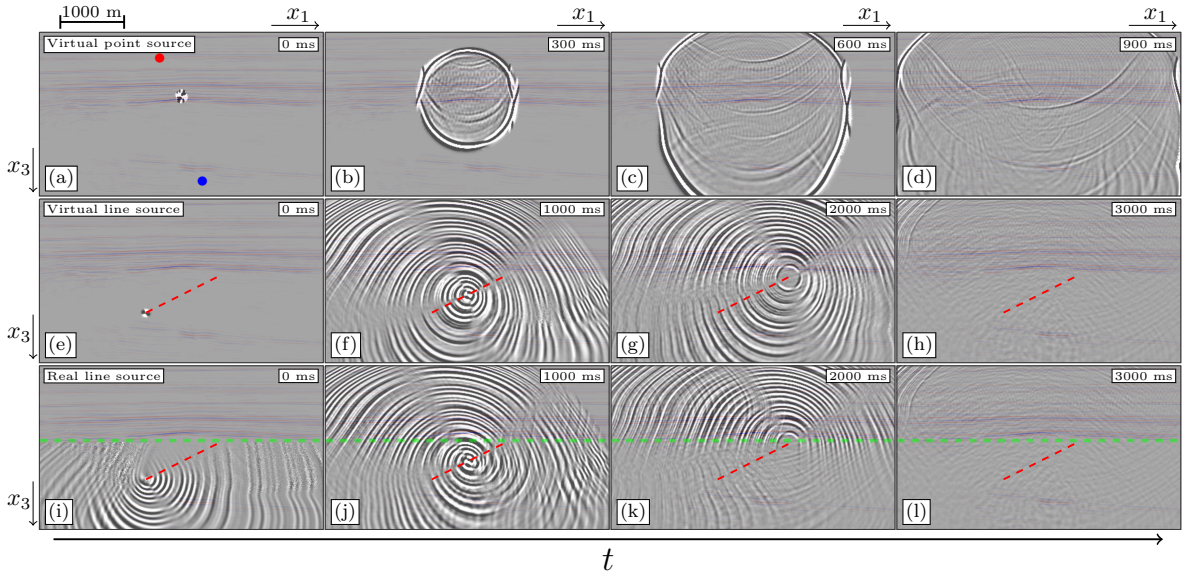 1000 m
x1 x1 x1 x1
Virtual point source 0 ms 300 ms 600 ms 900 ms
x3 (a) (b) (c) (d)
Virtual line source 0 ms 1000 ms 2000 ms 3000 ms
x3 (e) (f) (g) (h)
Real line source 0 ms 1000 ms 2000 ms 3000 ms
x3 (i) (j) (k) (l)
t